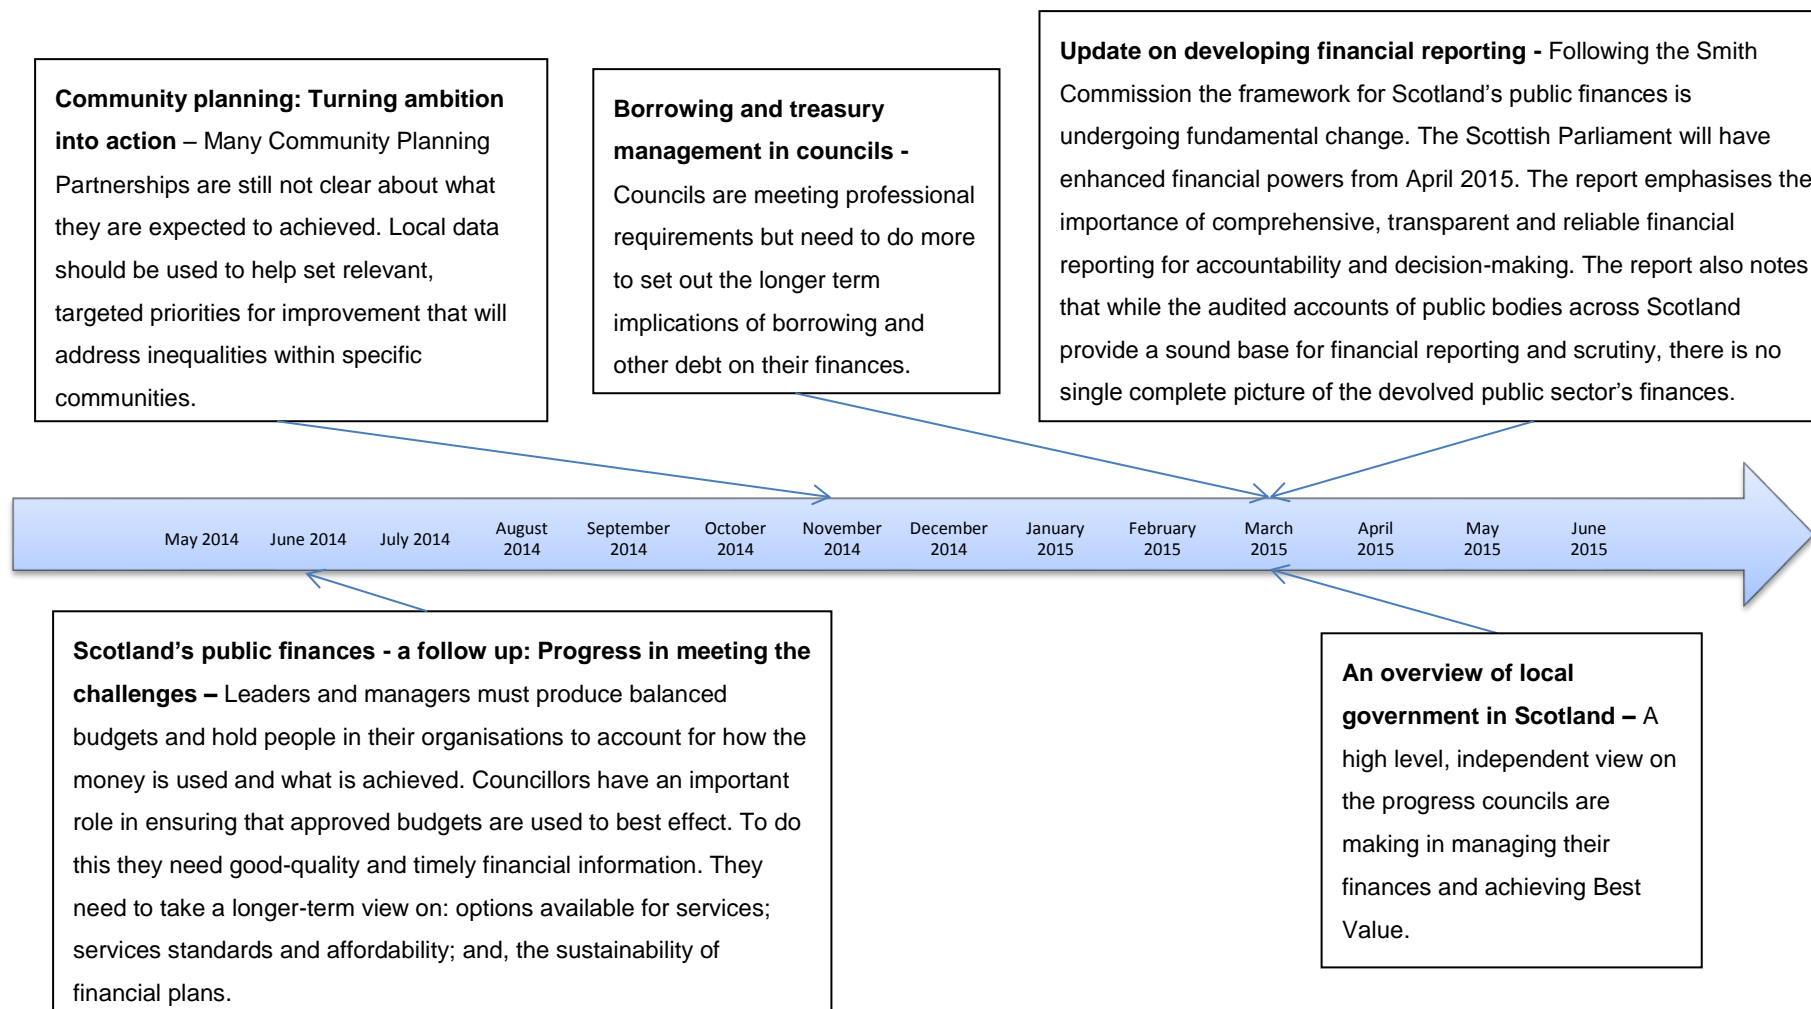 Community planning: Turning ambition
into action – Many Community Planning
Partnerships are still not clear about what
they are expected to achieved. Local data
should be used to help set relevant,
targeted priorities for improvement that will
address inequalities within specific
communities.
Borrowing and treasury
management in councils -
Councils are meeting professional
requirements but need to do more
to set out the longer term
implications of borrowing and
other debt on their finances.
Update on developing financial reporting - Following the Smith
Commission the framework for Scotland’s public finances is
undergoing fundamental change. The Scottish Parliament will have
enhanced financial powers from April 2015. The report emphasises the
importance of comprehensive, transparent and reliable financial
reporting for accountability and decision-making. The report also notes
that while the audited accounts of public bodies across Scotland
provide a sound base for financial reporting and scrutiny, there is no
single complete picture of the devolved public sector’s finances.
May 2014
June 2014
July 2014
August
2014
September
2014
October
2014
November
2014
December
2014
January
2015
February
2015
March
2015
April
2015
May
2015
June
2015
Scotland’s public finances - a follow up: Progress in meeting the
challenges – Leaders and managers must produce balanced
budgets and hold people in their organisations to account for how the
money is used and what is achieved. Councillors have an important
role in ensuring that approved budgets are used to best effect. To do
this they need good-quality and timely financial information. They
need to take a longer-term view on: options available for services;
services standards and affordability; and, the sustainability of
financial plans.
An overview of local
government in Scotland – A
high level, independent view on
the progress councils are
making in managing their
finances and achieving Best
Value.